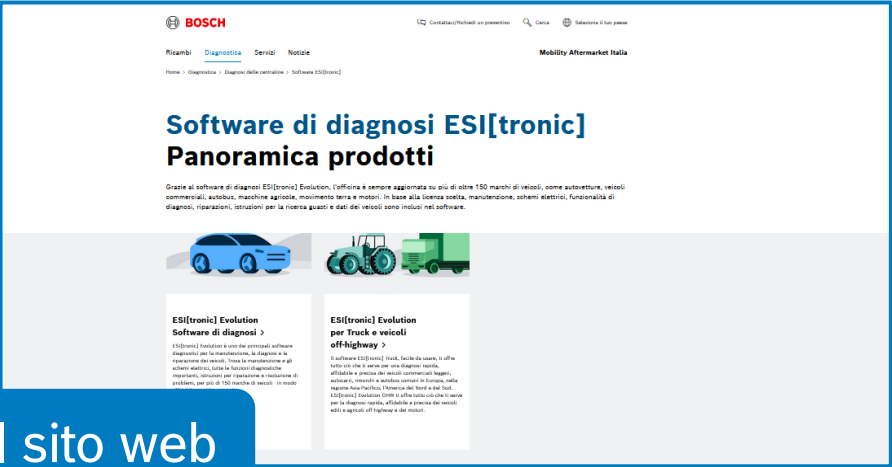 BOSCH
Contattaci/Richiedi un preventivo
Cerca
Seleziona il tuo paese
Ricambi
Diagnostica
Servizi
Notizie
Mobility Aftermarket Italia
Home > Diagnostica > Diagnosi delle centraline > Software ESI[tronic]
Software di diagnosi ESI[tronic]
Panoramica prodotti
Grazie al software di diagnosi ESI[tronic] Evolution, l'officina è sempre aggiornata su più di oltre 150 marchi di veicoli, come autovetture, veicoli
commerciali, autobus, macchine agricole, movimento terra e motori. In base alla licenza scelta, manutenzione, schemi elettrici, funzionalità di
diagnosi, riparazioni, istruzioni per la ricerca guasti e dati dei veicoli sono inclusi nel software.
ESI[tronic] Evolution
Software di diagnosi >
ESI[tronic] Evolution è uno dei principali software
diagnostici per la manutenzione, la diagnosi e la
riparazione dei veicoli. Trova la manutenzione e gli
schemi elettrici, tutte le funzioni diagnostiche
importanti, istruzioni per riparazione e risoluzione di
problemi, per più di 150 marche di veicoli - in modo
ESI[tronic] Evolution
per Truck e veicoli
off-highway >
Il software ESI[tronic] Truck, facile da usare, ti offre
tutto ciò che ti serve per una diagnosi rapida,
affidabile e precisa dei veicoli commerciali leggeri,
autocarri, rimorchi e autobus comuni in Europa, nella
regione Asia Pacifico, l'America del Nord e del Sud.
ESI[tronic] Evolution OHW ti offre tutto ciò che ti serve
per la diagnosi rapida, affidabile e precisa dei veicoli
edili e agricoli off highway e dei motori.
sito web